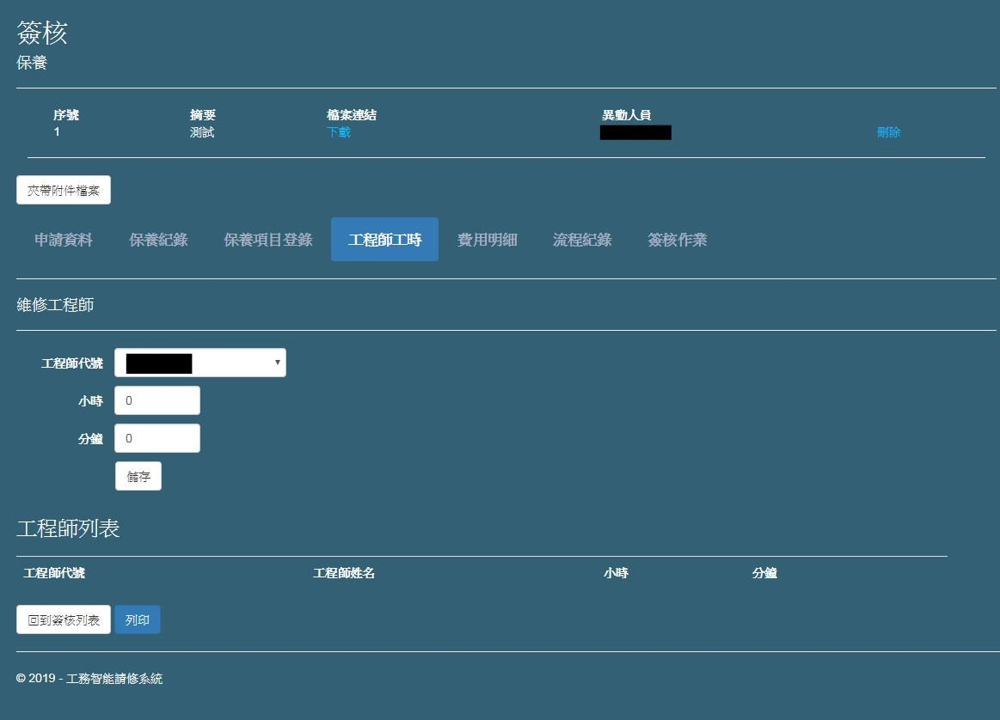 簽核
保養
序號 摘要 檔案連結 異動人員
1 測試 下載 刪除
夾帶附件檔案
申請資料 保養紀錄 保養項目登錄 工程師工時 費用明細 流程紀錄 簽核作業
維修工程師
工程師代號
小時 0
分鐘 0
儲存
工程師列表
工程師代號 工程師姓名 小時 分鐘
回到簽核列表 列印
© 2019 - 工務智能請修系統